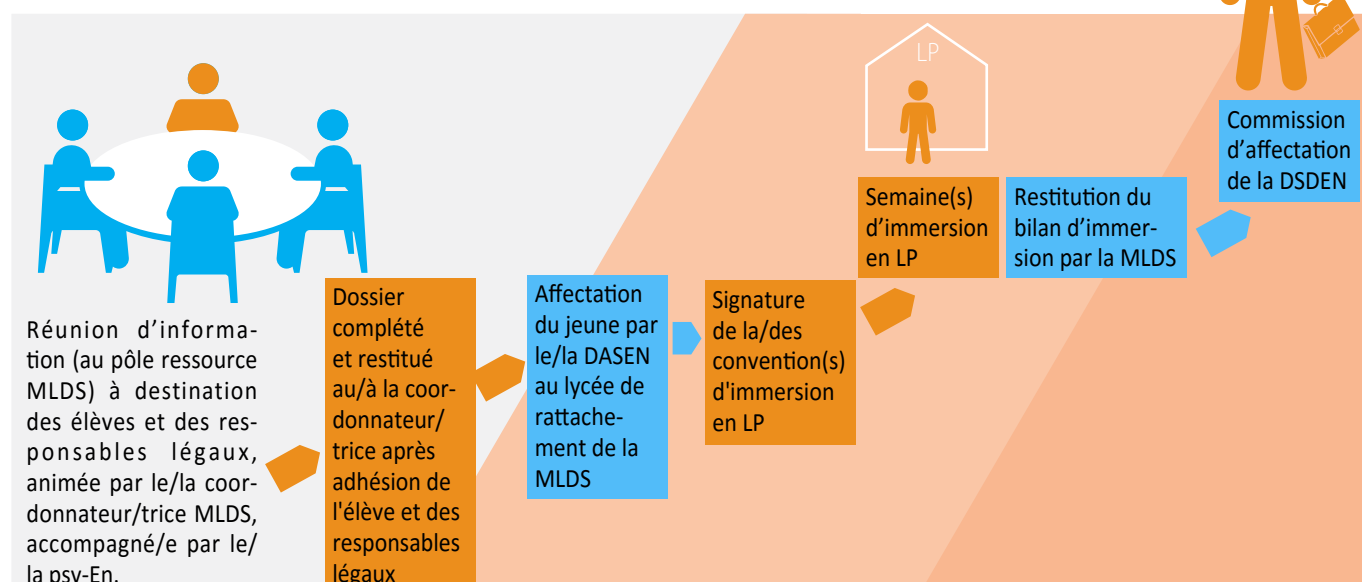 Réunion d'informa-
tion (au pôle ressource
MLDS) à destination
des élèves et des res-
ponsables légaux,
animée par le/la coor-
donnateur/trice MLDS,
accompagné/e par le/
la psy-En.
Dossier
complété
et restitué
au/à la coor-
donnateur/
trice après
adhésion de
l'élève et des
responsables
légaux
Affectation
du jeune par
le/la DASEN
au lycée de
rattache-
ment de la
MLDS
Signature
de la/des
convention(s)
d'immersion
en LP
LP
Semaine(s)
d’immersion
en LP
Restitution du
bilan d’immer-
sion par la MLDS
Commission
d’affectation
de la DSDEN